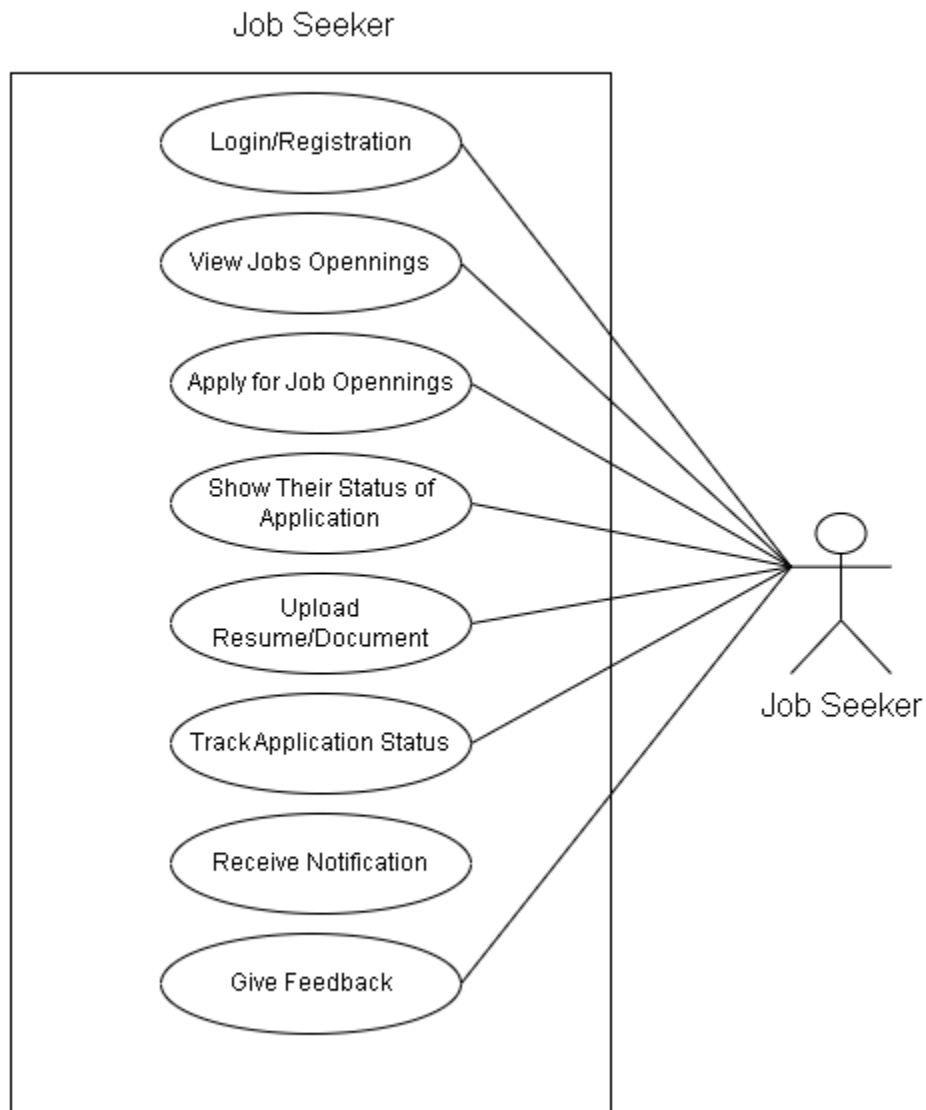 Job Seeker
Login/Registration
View Jobs Opennings
Apply for Job Opennings
Show Their Status of
Application
Upload
Resume/Document
Track Application Status
Receive Notification
Give Feedback
Job Seeker